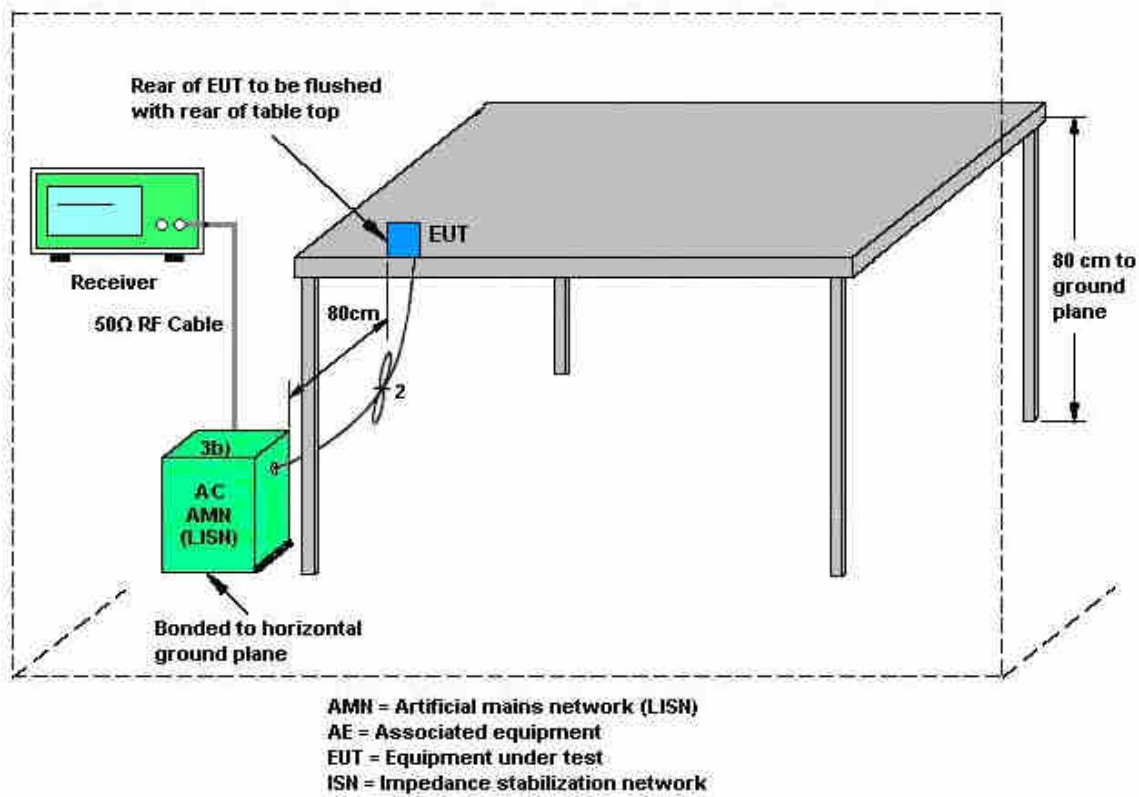 Rear of EUT to be flushed
with rear of table top
EUT
Receiver
80cm
80 cm to
ground
plane
50Ω RF Cable
2
3b)
AC
AMN
(LISN)
Bonded to horizontal
ground plane
AMN = Artificial mains network (LISN)
AE = Associated equipment
EUT = Equipment under test
ISN = Impedance stabilization network